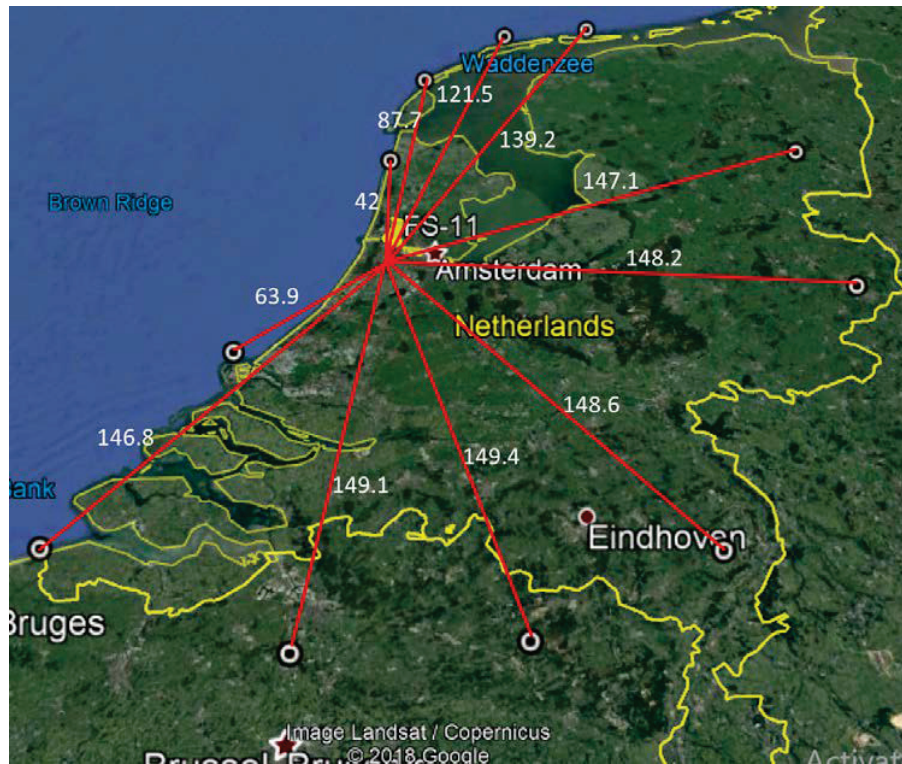 Waddenzee
121.5
87.7
139.2
147.1
Brown Ridge
42
FS-11
Amsterdam
148.2
63.9
Netherlands
148.6
146.8
149.4
149.1
Bank
Eindhoven
Bruges
Image Landsat / Copernicus
© 2018 Google